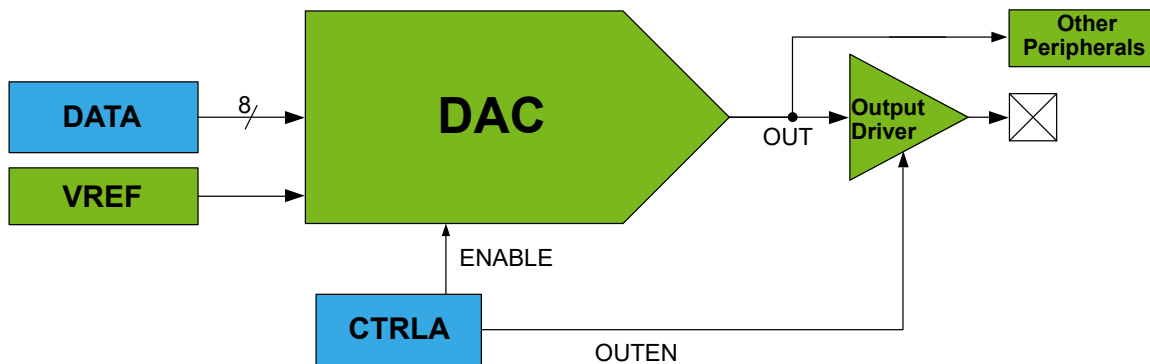 Other
Peripherals
DATA
8
DAC
Output
Driver
OUT
VREF
ENABLE
CTRLA
OUTEN